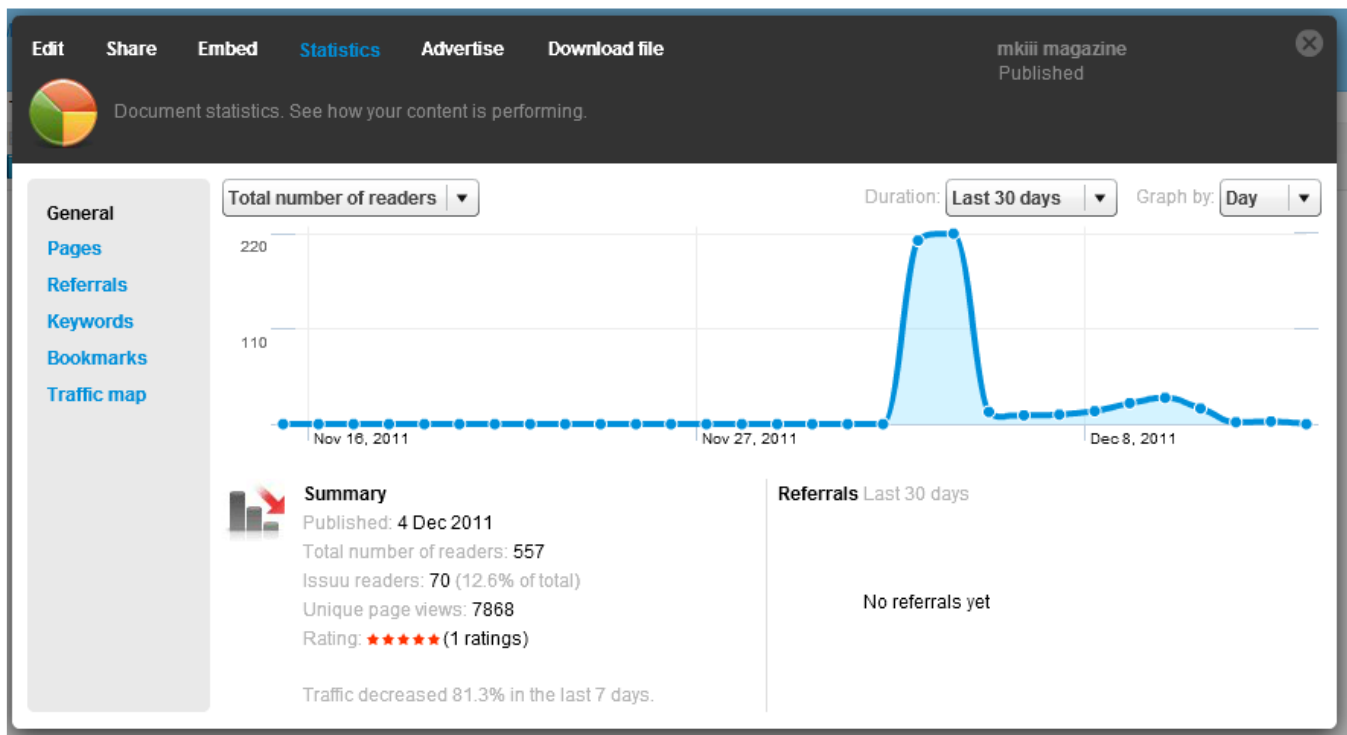 Edit Share Embed Statistics Advertise Download file
mkiii magazine
Published
Document statistics. See how your content is performing.
General
Pages
Referrals
Keywords
Bookmarks
Traffic map
Total number of readers
Duration: Last 30 days Graph by: Day
220
110
Nov 16, 2011 Nov 27, 2011 Dec 8, 2011
Summary
Published: 4 Dec 2011
Total number of readers: 557
Issuu readers: 70 (12.6% of total)
Unique page views: 7868
Rating: ★★★★★ (1 ratings)
Traffic decreased 81.3% in the last 7 days.
Referrals Last 30 days
No referrals yet